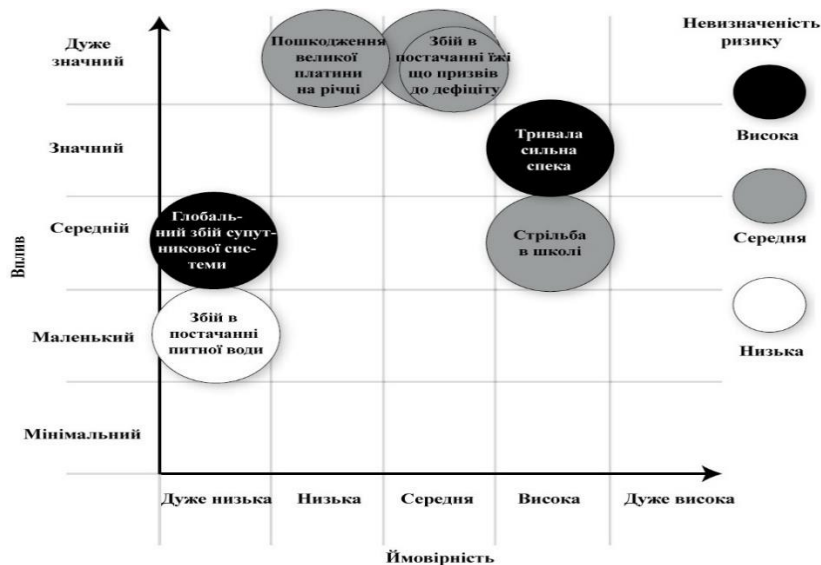 Дуже
значний
Значний
Середній
Маленький
Мінімальний
Вплив
Пошкодження
великої
платини
на річці
Збій в
постачанні їжі
що призвів
до дефіциту
Тривала
сильна
спека
Глобаль-
ний збій супут-
никової сис-
теми
Стрільба
в школі
Збій в
постачанні
питної води
Дуже низька
Низька
Середня
Висока
Дуже висока
Ймовірність
Невизначеність
ризику
Висока
Середня
Низька